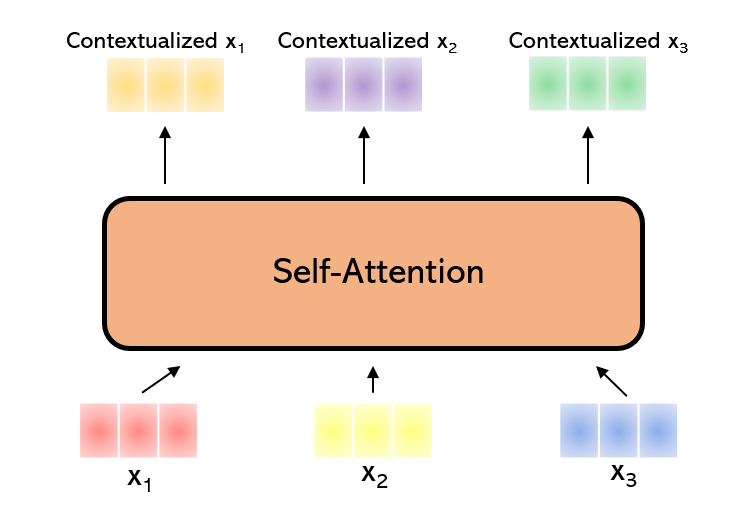 Contextualized x₁ Contextualized x₂ Contextualized x₃
Self-Attention
x₁ x₂ x₃